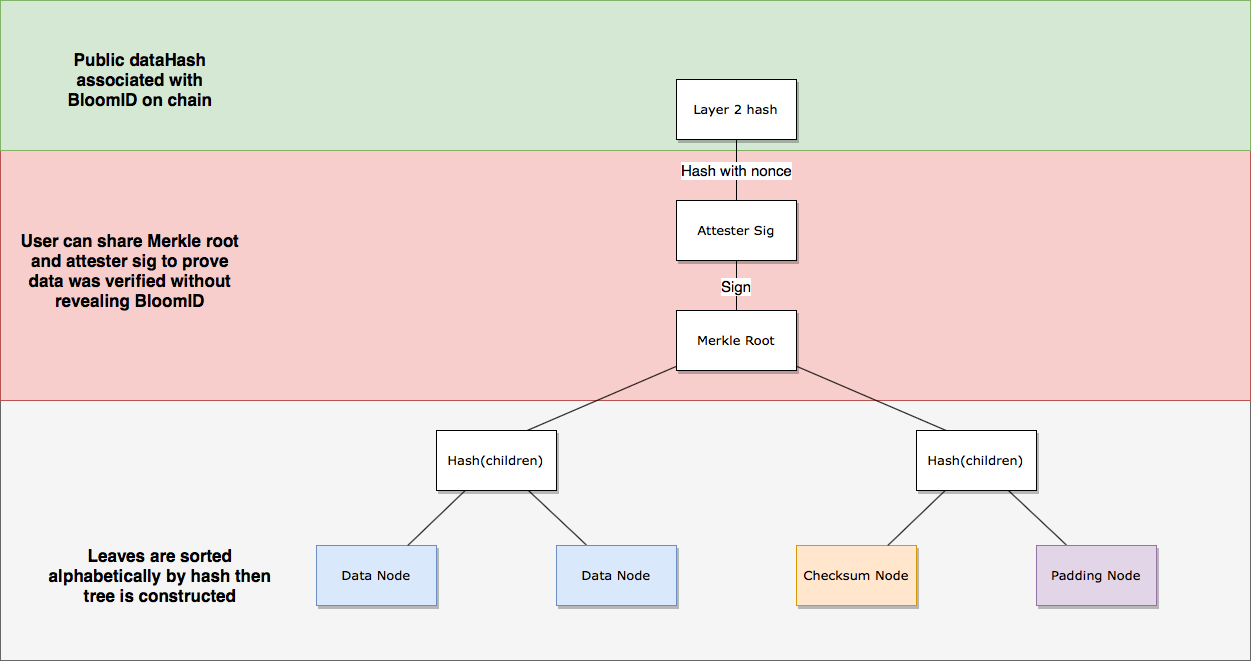 Public dataHash
associated with
BloomID on chain
Layer 2 hash
Hash with nonce
User can share Merkle root
and attester sig to prove
data was verified without
revealing BloomID
Attester Sig
Sign
Merkle Root
Hash(children)
Hash(children)
Leaves are sorted
alphabetically by hash then
tree is constructed
Data Node
Data Node
Checksum Node
Padding Node